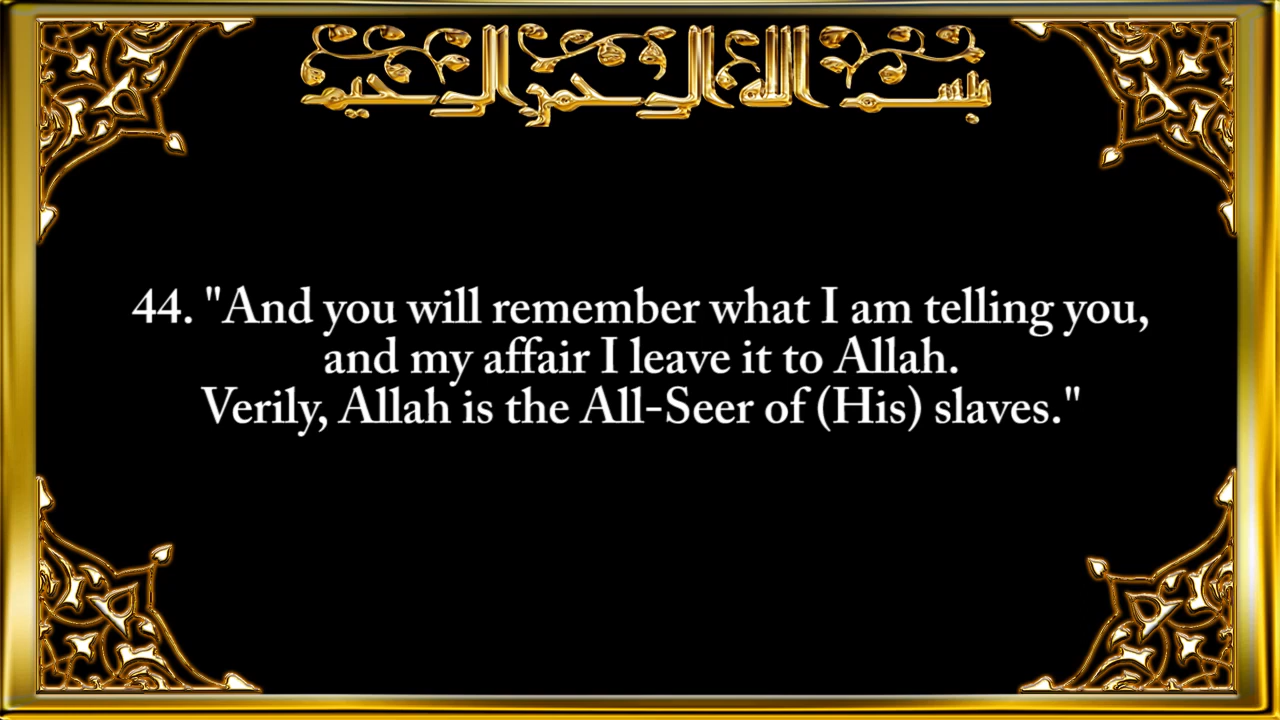 بسم الله الرحمن الرحيم
44. "And you will remember what I am telling you,
and my affair I leave it to Allah.
Verily, Allah is the All-Seer of (His) slaves."